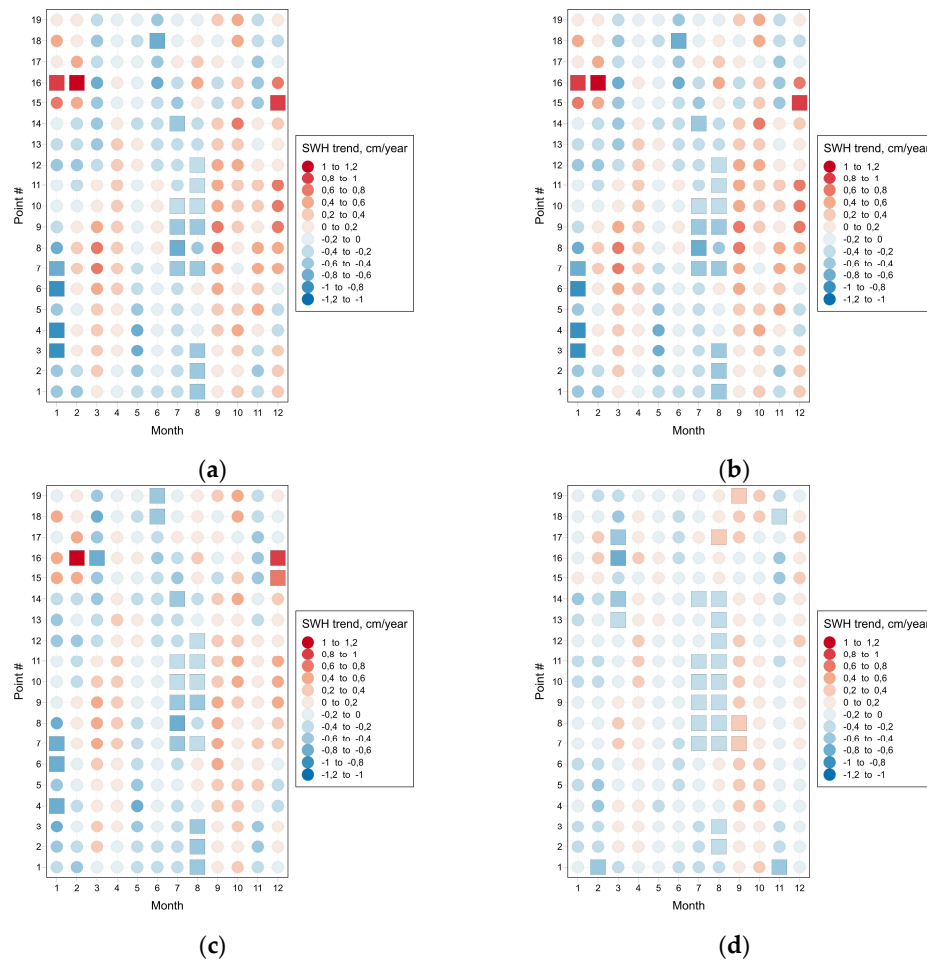 19
18
17
16
15
14
13
12
11
10
9
8
7
6
5
4
3
2
1
Point #
1 2 3 4 5 6 7 8 9 10 11 12
Month
SWH trend, cm/year
1 to 1,2
0,8 to 1
0,6 to 0,8
0,4 to 0,6
0,2 to 0,4
0 to 0,2
-0,2 to 0
-0,4 to -0,2
-0,6 to -0,4
-0,8 to -0,6
-1 to -0,8
-1,2 to -1
(a)
19
18
17
16
15
14
13
12
11
10
9
8
7
6
5
4
3
2
1
Point #
1 2 3 4 5 6 7 8 9 10 11 12
Month
SWH trend, cm/year
1 to 1,2
0,8 to 1
0,6 to 0,8
0,4 to 0,6
0,2 to 0,4
0 to 0,2
-0,2 to 0
-0,4 to -0,2
-0,6 to -0,4
-0,8 to -0,6
-1 to -0,8
-1,2 to -1
(b)
19
18
17
16
15
14
13
12
11
10
9
8
7
6
5
4
3
2
1
Point #
1 2 3 4 5 6 7 8 9 10 11 12
Month
SWH trend, cm/year
1 to 1,2
0,8 to 1
0,6 to 0,8
0,4 to 0,6
0,2 to 0,4
0 to 0,2
-0,2 to 0
-0,4 to -0,2
-0,6 to -0,4
-0,8 to -0,6
-1 to -0,8
-1,2 to -1
(c)
19
18
17
16
15
14
13
12
11
10
9
8
7
6
5
4
3
2
1
Point #
1 2 3 4 5 6 7 8 9 10 11 12
Month
SWH trend, cm/year
1 to 1,2
0,8 to 1
0,6 to 0,8
0,4 to 0,6
0,2 to 0,4
0 to 0,2
-0,2 to 0
-0,4 to -0,2
-0,6 to -0,4
-0,8 to -0,6
-1 to -0,8
-1,2 to -1
(d)